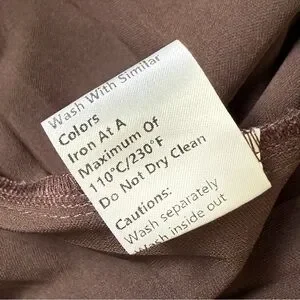 Wash With Similar
Colors
Iron At A
Maximum Of
110°C/230°F
Do Not Dry Clean
Cautions:
Wash separately
Wash inside out